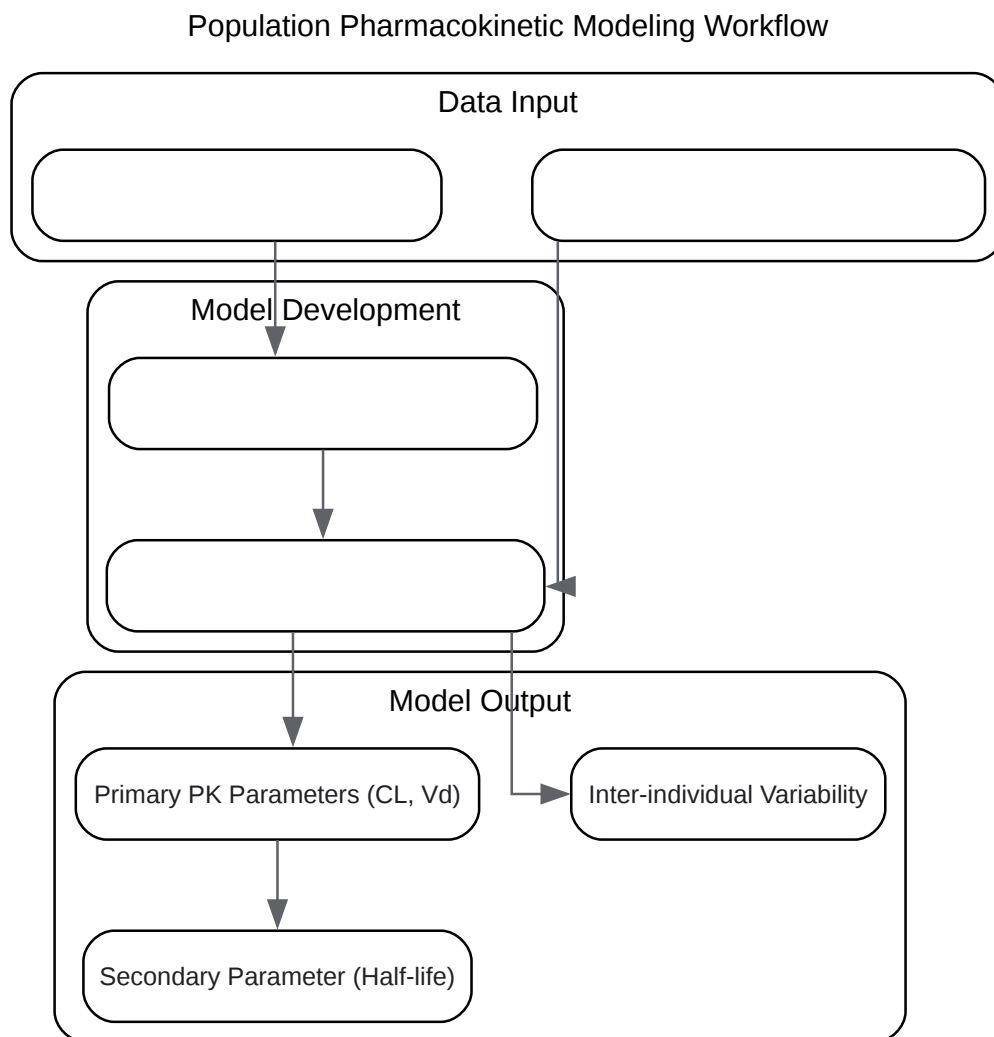 Population Pharmacokinetic Modeling Workflow
Data Input
Model Development
Model Output
Primary PK Parameters (CL, Vd)
Inter-individual Variability
Secondary Parameter (Half-life)